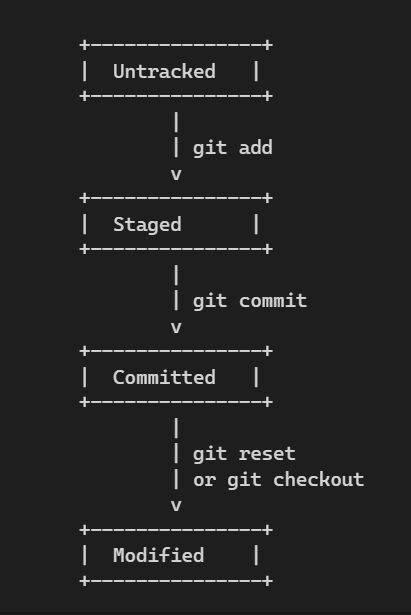 +--------------+
|  Untracked   |
+--------------+
        |
        | git add
        v
+--------------+
|  Staged      |
+--------------+
        |
        | git commit
        v
+--------------+
|  Committed   |
+--------------+
        |
        | git reset
        | or git checkout
        v
+--------------+
|  Modified    |
+--------------+